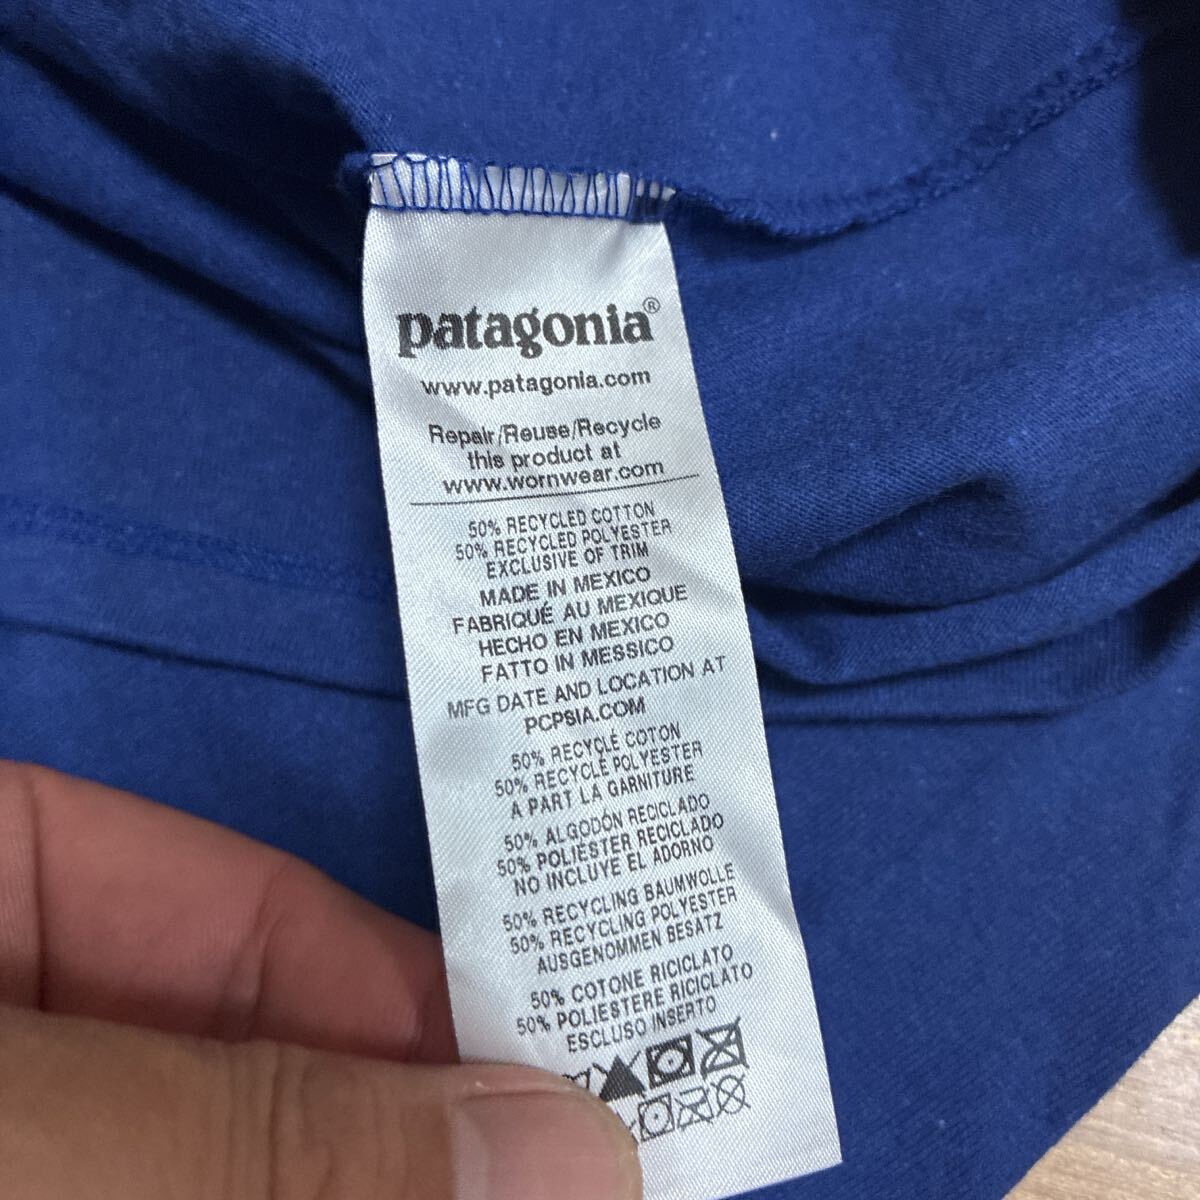 patagonia®
www.patagonia.com
Repair/Reuse/Recycle
this product at
www.wornwear.com
50% RECYCLED COTTON
50% RECYCLED POLYESTER
EXCLUSIVE OF TRIM
MADE IN MEXICO
FABRIQUÉ AU MEXIQUE
HECHO EN MEXICO
FATTO IN MESSICO
MFG DATE AND LOCATION AT
PCPSIA.COM
50% RECYCLÉ COTON
50% RECYCLÉ POLYESTER
A PART LA GARNITURE
50% ALGODÓN RECICLADO
50% POLIÉSTER RECICLADO
NO INCLUYE EL ADORNO
50% RECYCLING BAUMWOLLE
50% RECYCLING POLYESTER
AUSGENOMMEN BESATZ
50% COTONE RICICLATO
50% POLIESTERE RICICLATO
ESCLUSO INSERTO